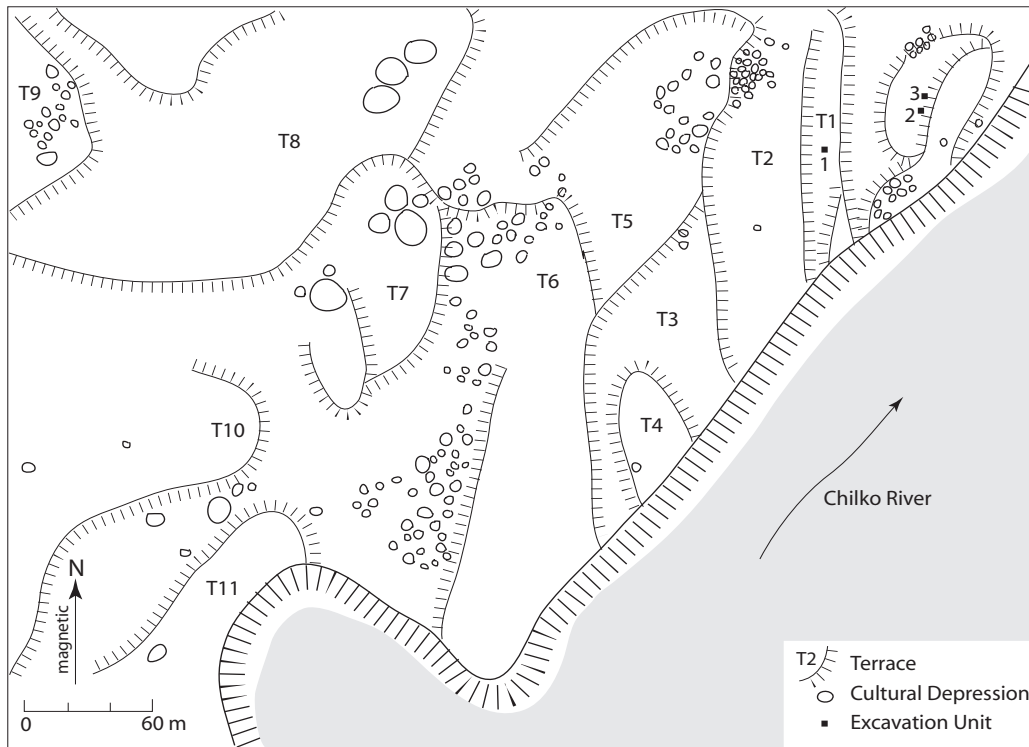 T9
T8
T2
T1
3
2
1
T5
T6
T7
T3
T10
T4
Chilko River
N
magnetic
T11
0
60 m
T2
Terrace
Cultural Depression
Excavation Unit